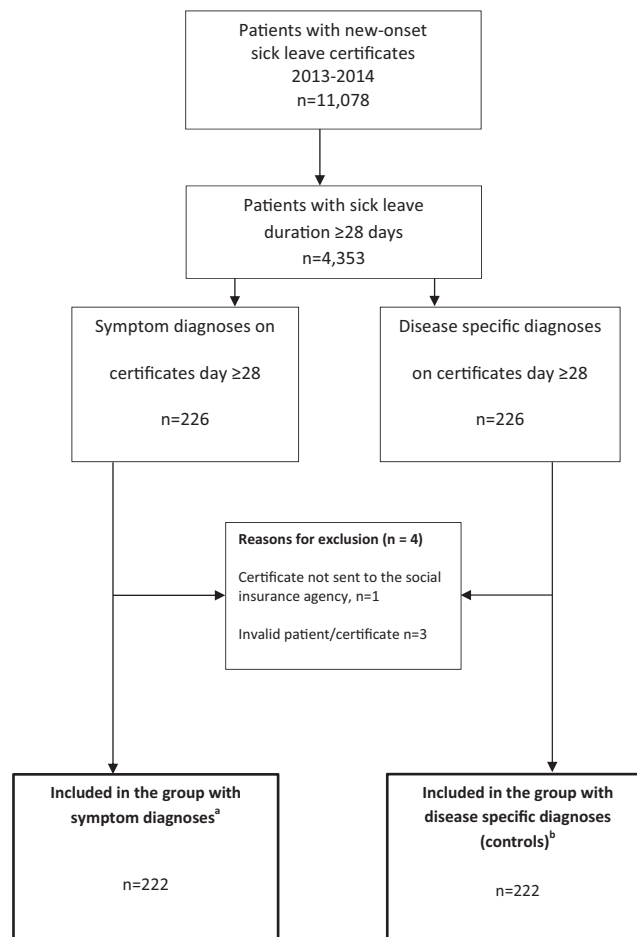 Patients with new-onset
sick leave certificates
2013-2014
n=11,078
Patients with sick leave
duration ≥28 days
n=4,353
Symptom diagnoses on
certificates day ≥28
n=226
Disease specific diagnoses
on certificates day ≥28
n=226
Reasons for exclusion (n = 4)
Certificate not sent to the social
insurance agency, n=1
Invalid patient/certificate n=3
Included in the group with
symptom diagnosesᵃ
n=222
Included in the group with
disease specific diagnoses
(controls)ᵇ
n=222